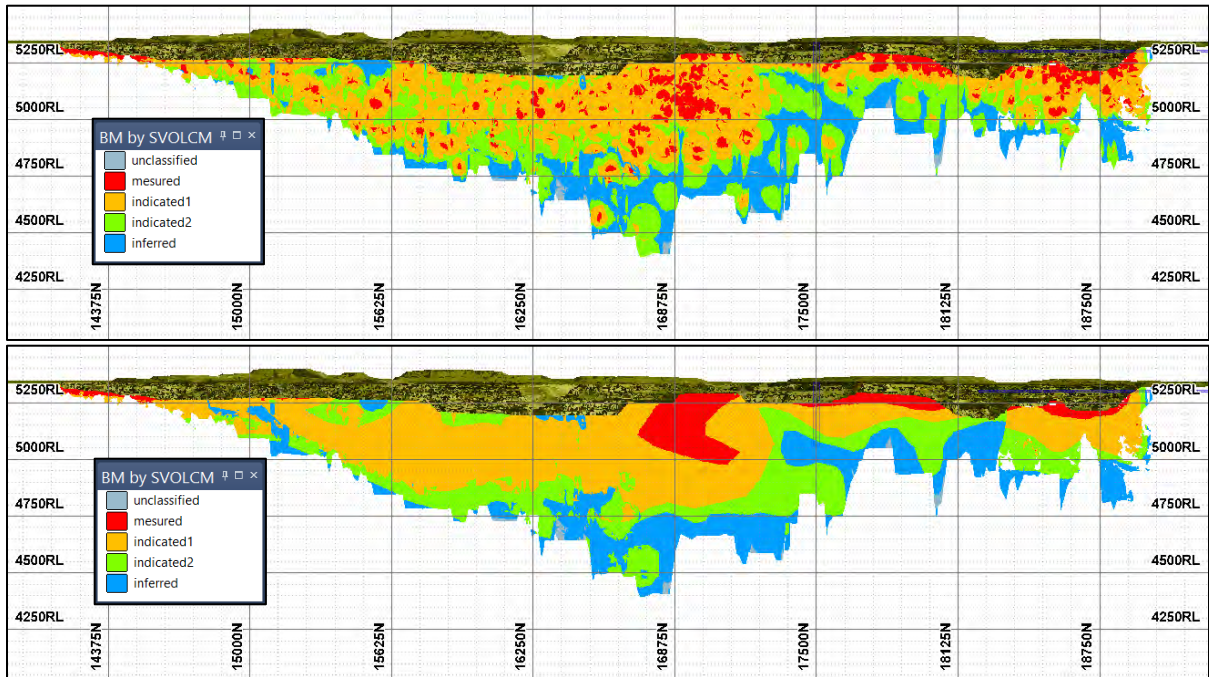 5250RL
5250RL
5000RL
5000RL
BM by SVOLCM
unclassified
mesured
indicated1
indicated2
inferred
4750RL
4750RL
4500RL
4500RL
4250RL
4250RL
14375N
15000N
15625N
16250N
16875N
17500N
18125N
18750N
5250RL
5250RL
5000RL
5000RL
BM by SVOLCM
unclassified
mesured
indicated1
indicated2
inferred
4750RL
4750RL
4500RL
4500RL
4250RL
4250RL
14375N
15000N
15625N
16250N
16875N
17500N
18125N
18750N